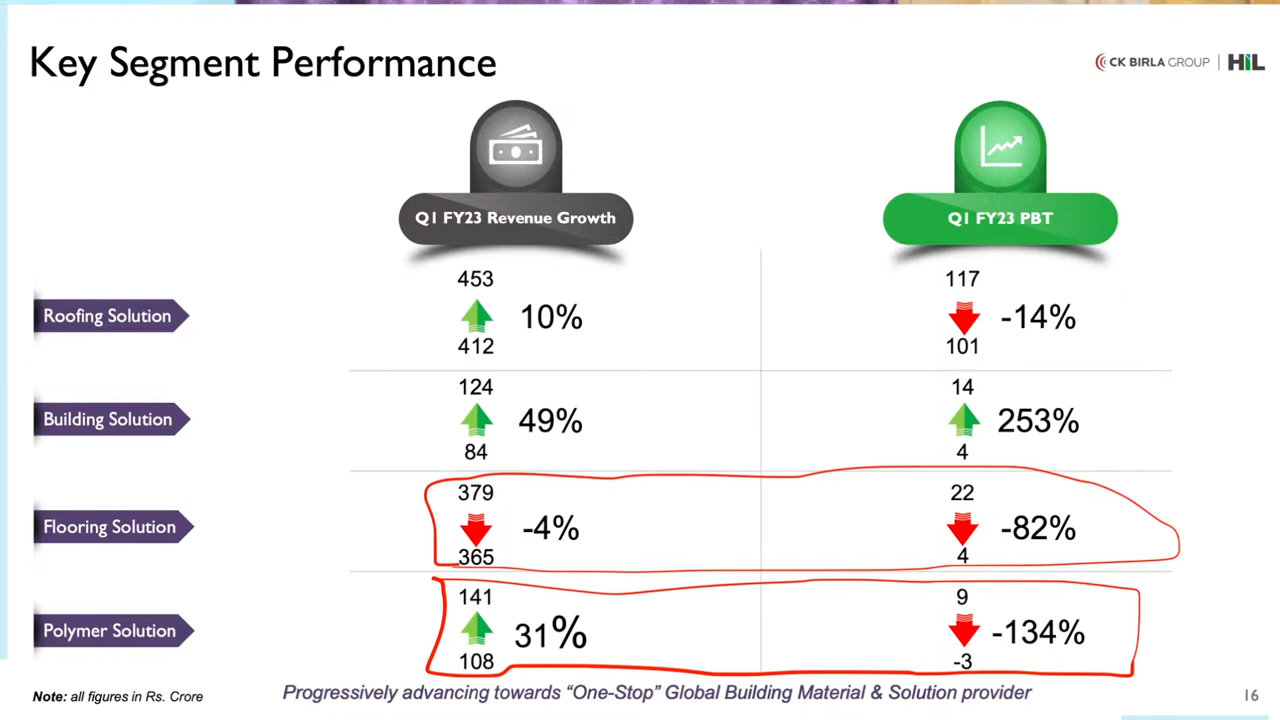 Key Segment Performance
CK BIRLA GROUP | HIL
Q1 FY23 Revenue Growth
Q1 FY23 PBT
Roofing Solution
453
10%
412
117
-14%
101
Building Solution
124
49%
84
14
253%
4
Flooring Solution
379
-4%
365
22
-82%
4
Polymer Solution
141
31%
108
9
-134%
-3
Note: all figures in Rs. Crore
Progressively advancing towards “One-Stop” Global Building Material & Solution provider
16